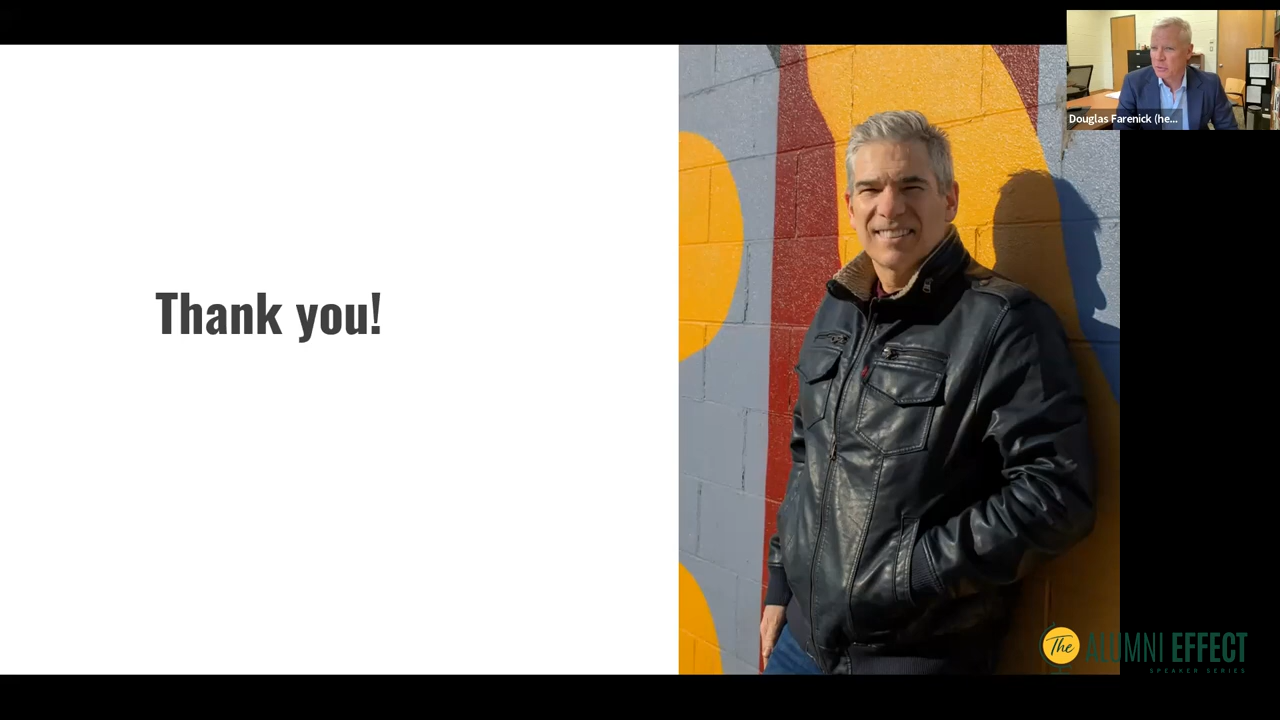 Douglas Farenick (he...
Thank you!
The ALUMNI EFFECT
SPEAKER SERIES